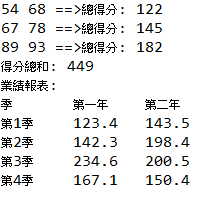 54 68 ==>總得分: 122
67 78 ==>總得分: 145
89 93 ==>總得分: 182
得分總和: 449
業績報表:
季 第一年 第二年
第1季 123.4 143.5
第2季 142.3 198.4
第3季 234.6 200.5
第4季 167.1 150.4